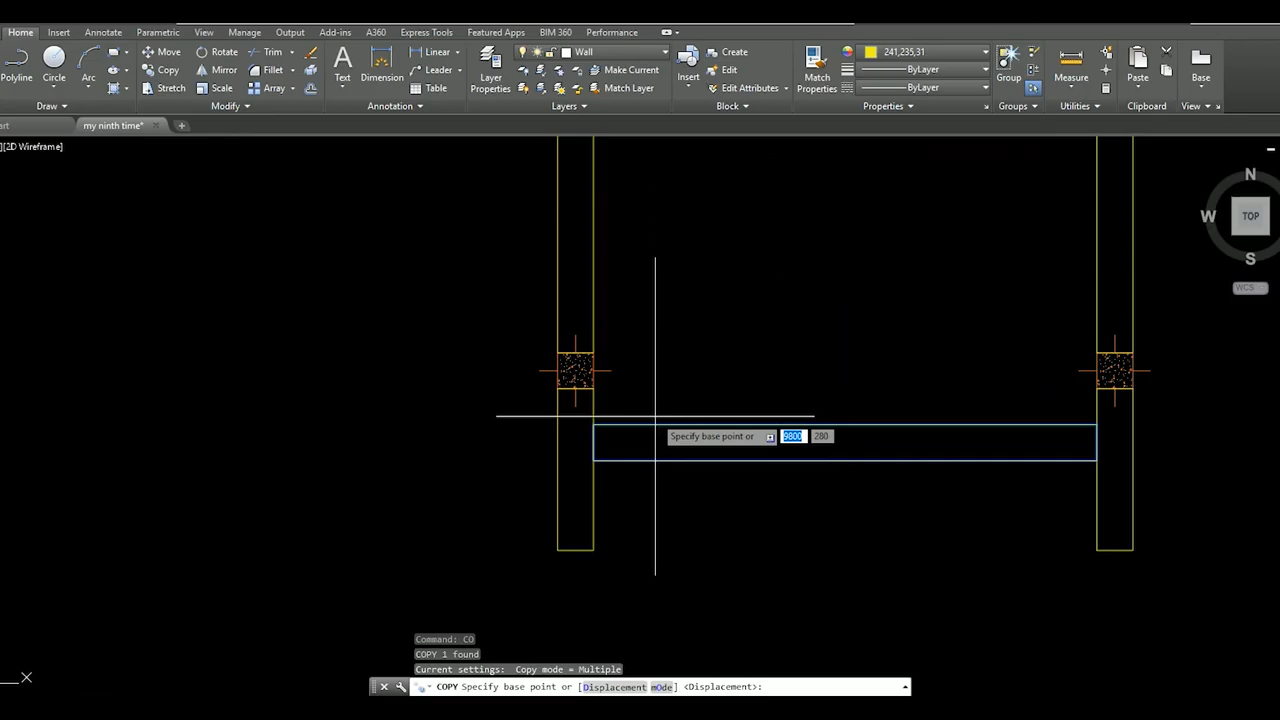 Home Insert Annotate Parametric View Manage Output Add-ins A360 Express Tools Featured Apps BIM 360 Performance
Polyline Circle Arc
Draw
Move Rotate Trim
Copy Mirror Fillet
Stretch Scale Array
Modify
Text Dimension
Linear
Leader
Table
Annotation
Layer Properties
Wall
Make Current
Match Layer
Layers
Insert
Create
Edit
Edit Attributes
Block
Match Properties
241,235,31
ByLayer
ByLayer
Properties
Group
Groups
Measure
Utilities
Paste
Clipboard
Base
View
art my ninth time*
][2D Wireframe]
N
W TOP
S
WCS
Specify base point or 9800 280
Command: CO
COPY 1 found
Current settings: Copy mode = Multiple
COPY Specify base point or [Displacement mOde] <Displacement>: